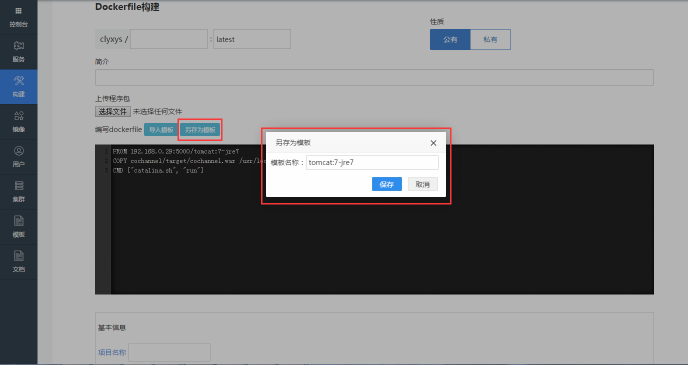 控制台
服务
构建
镜像
用户
集群
模板
文档
Dockerfile构建
性质
clyxys / : latest
公有 私有
简介
上传程序包
选择文件 未选择任何文件
编写dockerfile 导入模板 另存为模板
1 FROM 192.168.0.29:5000/tomcat:7-jre7
2 COPY cochannel/target/cochannel.war
3 CMD ["catalina.sh", "run"]
另存为模板 ×
模板名称： tomcat:7-jre7
保存 取消
基本信息
项目名称